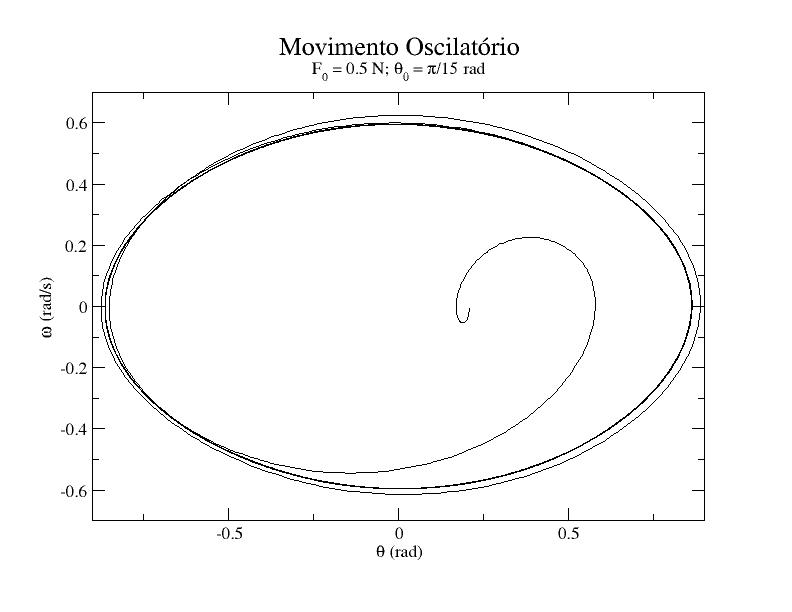 Movimento Oscilatório
F₀ = 0.5 N; θ₀ = π/15 rad
0.6
0.4
0.2
0
-0.2
-0.4
-0.6
ω (rad/s)
-0.5 0 0.5
θ (rad)